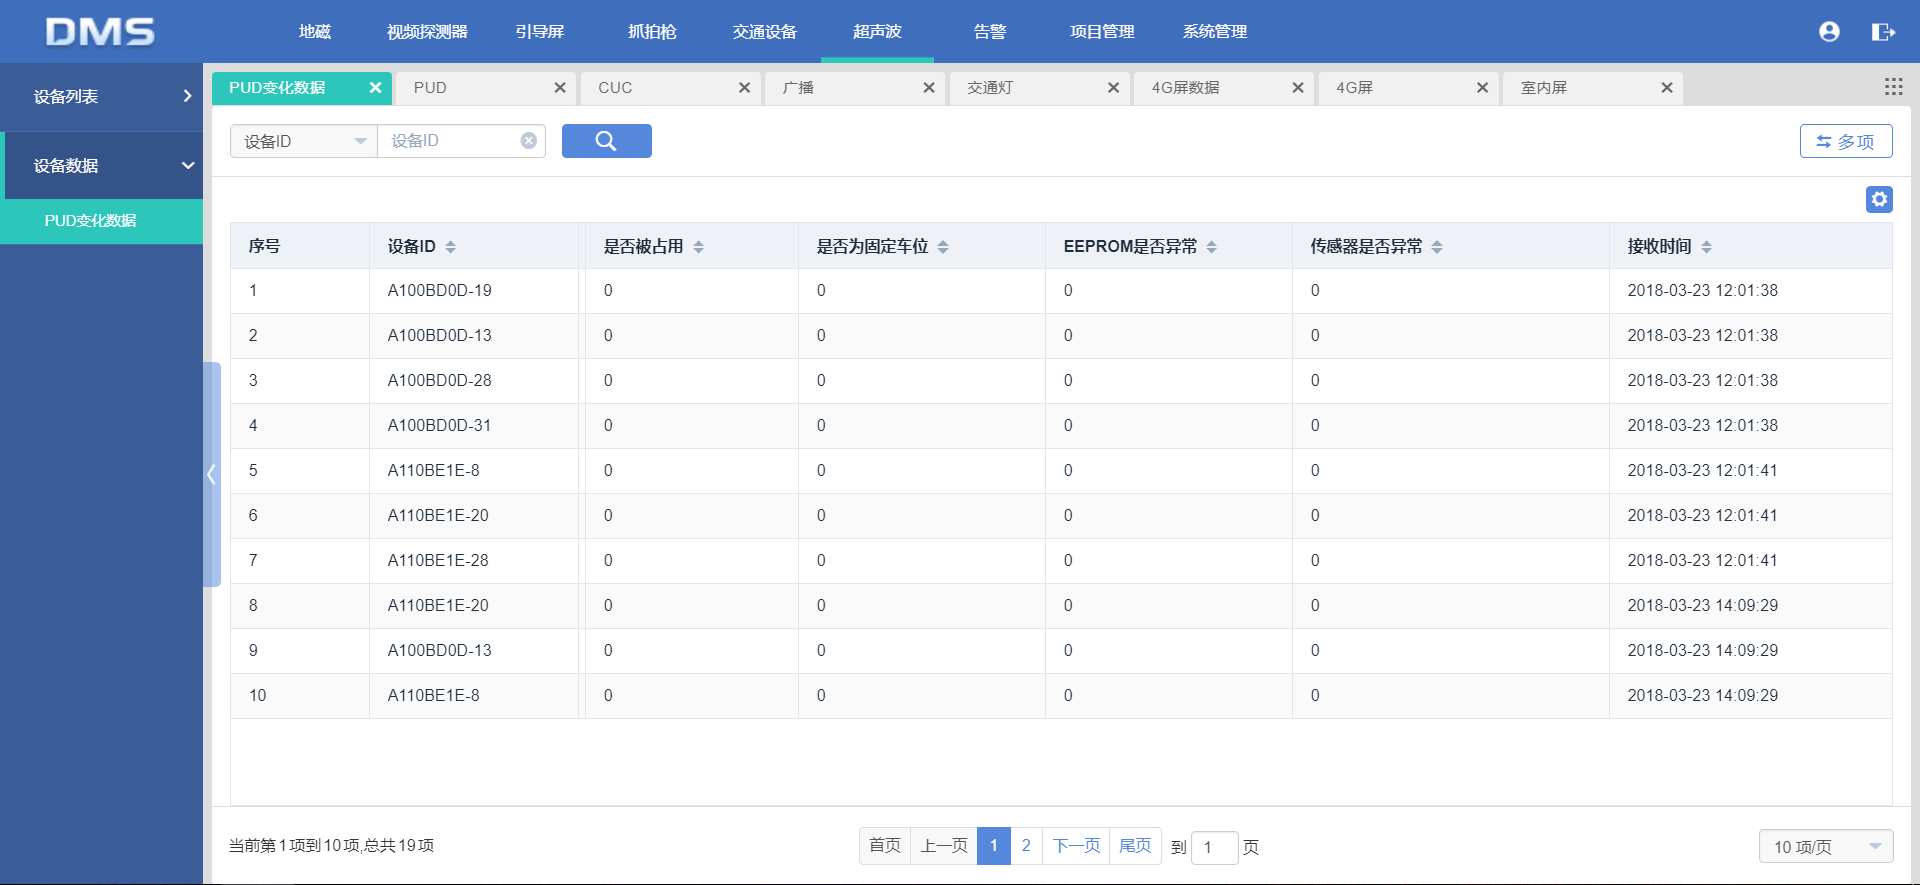 DMS 地磁 视频探测器 引导屏 抓拍枪 交通设备 超声波 告警 项目管理 系统管理
设备列表
设备数据
PUD变化数据
PUD变化数据 PUD CUC 广播 交通灯 4G屏数据 4G屏 室内屏
设备ID 设备ID 多项
序号 设备ID 是否被占用 是否为固定车位 EEPROM是否异常 传感器是否异常 接收时间
1 A100BD0D-19 0 0 0 0 2018-03-23 12:01:38
2 A100BD0D-13 0 0 0 0 2018-03-23 12:01:38
3 A100BD0D-28 0 0 0 0 2018-03-23 12:01:38
4 A100BD0D-31 0 0 0 0 2018-03-23 12:01:38
5 A110BE1E-8 0 0 0 0 2018-03-23 12:01:41
6 A110BE1E-20 0 0 0 0 2018-03-23 12:01:41
7 A110BE1E-28 0 0 0 0 2018-03-23 12:01:41
8 A110BE1E-20 0 0 0 0 2018-03-23 14:09:29
9 A100BD0D-13 0 0 0 0 2018-03-23 14:09:29
10 A110BE1E-8 0 0 0 0 2018-03-23 14:09:29
当前第1项到10项,总共19项 首页 上一页 1 2 下一页 尾页 到 1 页 10 项/页